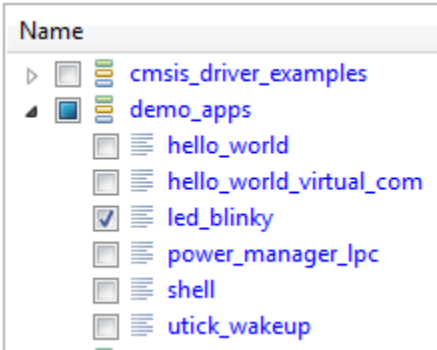 Name
cmsis_driver_examples
demo_apps
hello_world
hello_world_virtual_com
led_blinky
power_manager_lpc
shell
utick_wakeup